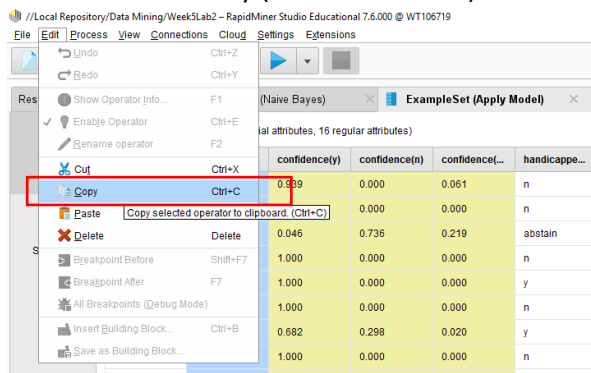 //Local Repository/Data Mining/Week5Lab2 – RapidMiner Studio Educational 7.6.000 @ WT106719
File Edit Process View Connections Cloud Settings Extensions
Undo Ctrl+Z
Redo Ctrl+Y
Res Show Operator Info... F1 (Naive Bayes) ExampleSet (Apply Model)
Enable Operator Ctrl+E ial attributes, 16 regular attributes)
Rename operator F2
confidence(y) confidence(n) confidence(... handicappe...
Cut Ctrl+X
Copy Ctrl+C 0.939 0.000 0.061 n
Paste Copy selected operator to clipboard. (Ctrl+C) 0.000 0.000 n
Delete Delete 0.046 0.736 0.219 abstain
S Breakpoint Before Shift+F7 1.000 0.000 0.000 n
Breakpoint After F7 1.000 0.000 0.000 y
All Breakpoints (Debug Mode) 1.000 0.000 0.000 n
Insert Building Block... Ctrl+B 0.682 0.298 0.020 y
Save as Building Block... 1.000 0.000 0.000 n